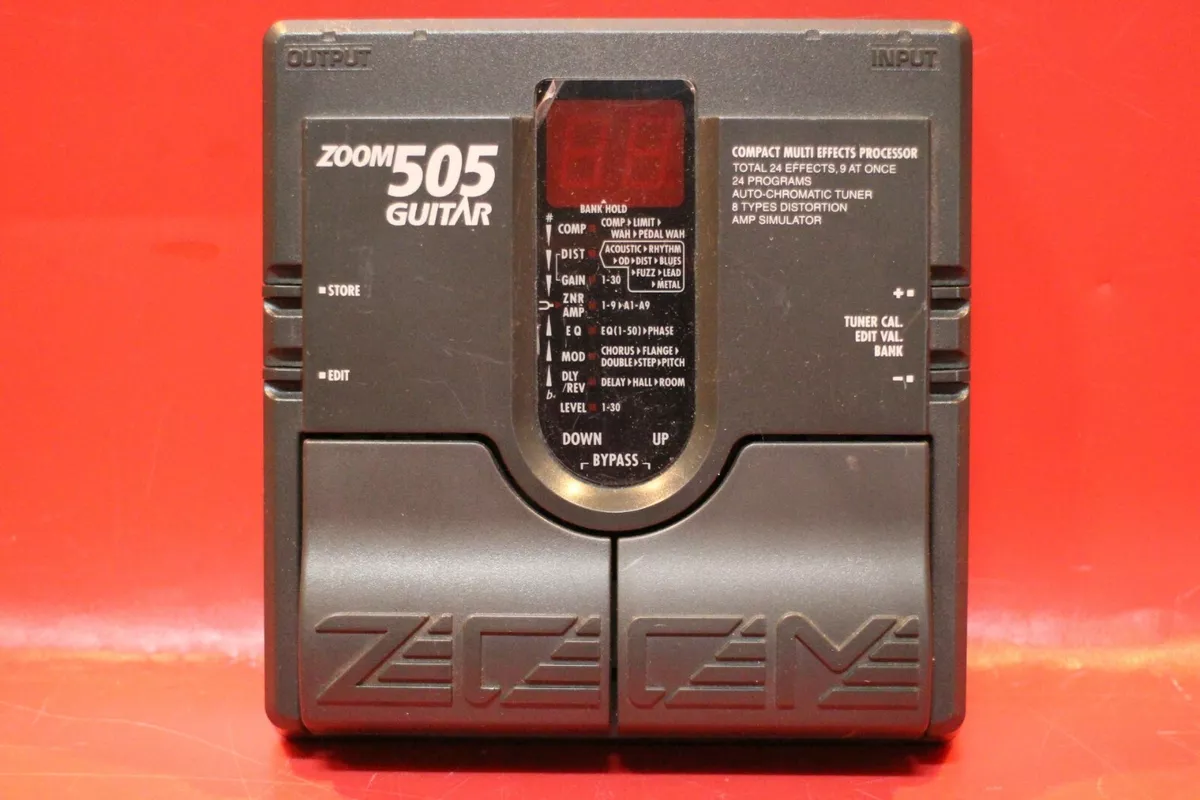 OUTPUT
INPUT
ZOOM 505
GUITAR
COMPACT MULTI EFFECTS PROCESSOR
TOTAL 24 EFFECTS, 9 AT ONCE
24 PROGRAMS
AUTO-CHROMATIC TUNER
8 TYPES DISTORTION
AMP SIMULATOR
BANK HOLD
#
COMP COMP▸LIMIT▸
WAH▸PEDAL WAH
DIST ACOUSTIC▸RHYTHM
▸OD▸DIST▸BLUES
▸FUZZ▸LEAD
▸METAL
GAIN 1-30
ZNR
AMP 1-9▸A1-A9
EQ EQ(1-50)▸PHASE
MOD CHORUS▸FLANGE▸
DOUBLE▸STEP▸PITCH
DLY
/REV DELAY▸HALL▸ROOM
b
LEVEL 1-30
DOWN UP
BYPASS
STORE
EDIT
+
TUNER CAL.
EDIT VAL.
BANK
−
ZOOM